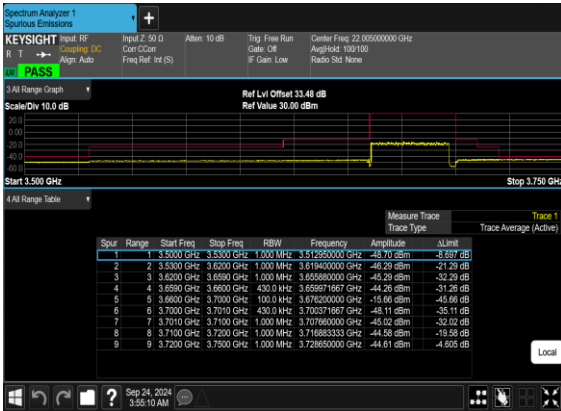 Spectrum Analyzer 1
Spurious Emissions
+
KEYSIGHT Input: RF Input Z: 50 Ω Atten: 10 dB Trig: Free Run Center Freq: 22.005000000 GHz
R T Coupling: DC Corr CCorr Gate: Off Avg|Hold: 100/100
Align: Auto Freq Ref: Int (S) IF Gain: Low Radio Std: None
LW PASS
3 All Range Graph
Ref Lvl Offset 33.48 dB
Scale/Div 10.0 dB Ref Value 30.00 dBm
20.0
0.00
-20.0
-40.0
-60.0
Start 3.500 GHz Stop 3.750 GHz
4 All Range Table
Measure Trace Trace 1
Trace Type Trace Average (Active)
Spur Range Start Freq Stop Freq RBW Frequency Amplitude ΔLimit
1 1 3.5000 GHz 3.5300 GHz 1.000 MHz 3.512950000 GHz -48.70 dBm -8.697 dB
2 2 3.5300 GHz 3.6200 GHz 1.000 MHz 3.619400000 GHz -46.29 dBm -21.29 dB
3 3 3.6200 GHz 3.6590 GHz 1.000 MHz 3.655880000 GHz -45.29 dBm -32.29 dB
4 4 3.6590 GHz 3.6600 GHz 430.0 kHz 3.659971667 GHz -44.26 dBm -31.26 dB
5 5 3.6600 GHz 3.7000 GHz 100.0 kHz 3.676200000 GHz -15.66 dBm -45.66 dB
6 6 3.7000 GHz 3.7010 GHz 430.0 kHz 3.700371667 GHz -48.11 dBm -35.11 dB
7 7 3.7010 GHz 3.7100 GHz 1.000 MHz 3.707660000 GHz -45.02 dBm -32.02 dB
8 8 3.7100 GHz 3.7200 GHz 1.000 MHz 3.716883333 GHz -44.58 dBm -19.58 dB
9 9 3.7200 GHz 3.7500 GHz 1.000 MHz 3.728650000 GHz -44.61 dBm -4.605 dB
Local
? Sep 24, 2024
3:55:10 AM